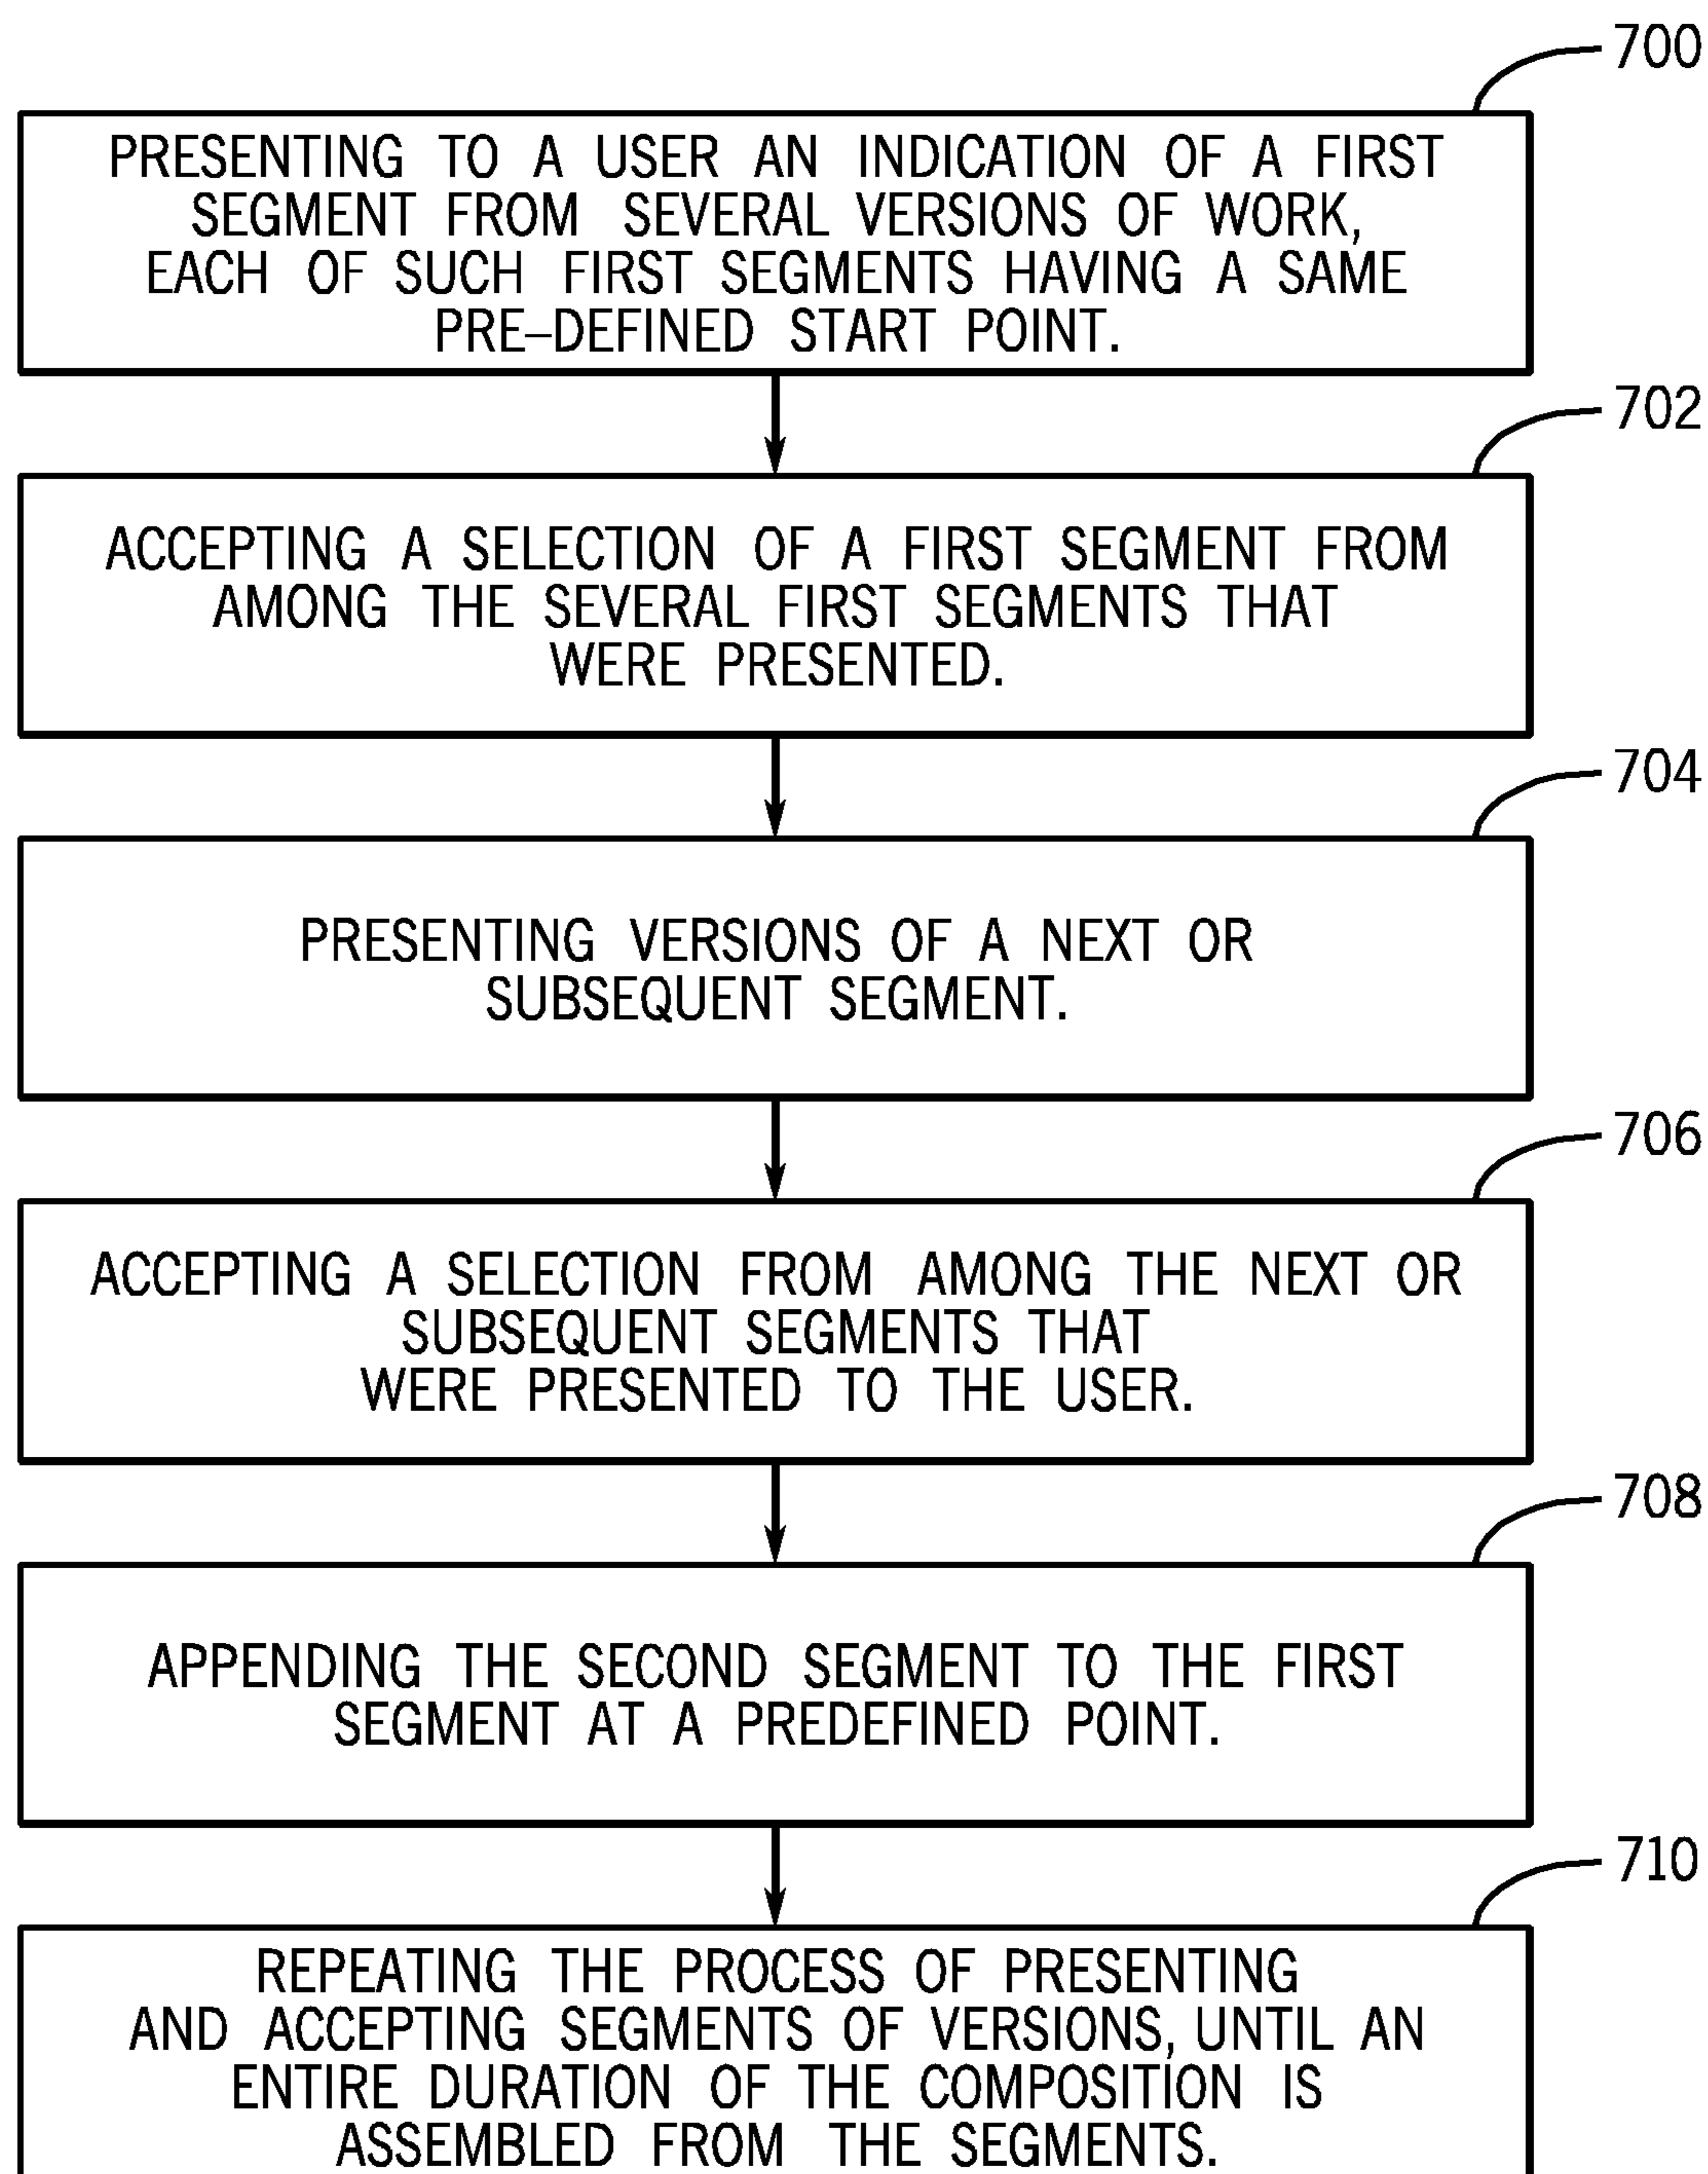 700
PRESENTING TO A USER AN INDICATION OF A FIRST
SEGMENT FROM SEVERAL VERSIONS OF WORK,
EACH OF SUCH FIRST SEGMENTS HAVING A SAME
PRE–DEFINED START POINT.
702
ACCEPTING A SELECTION OF A FIRST SEGMENT FROM
AMONG THE SEVERAL FIRST SEGMENTS THAT
WERE PRESENTED.
704
PRESENTING VERSIONS OF A NEXT OR
SUBSEQUENT SEGMENT.
706
ACCEPTING A SELECTION FROM AMONG THE NEXT OR
SUBSEQUENT SEGMENTS THAT
WERE PRESENTED TO THE USER.
708
APPENDING THE SECOND SEGMENT TO THE FIRST
SEGMENT AT A PREDEFINED POINT.
710
REPEATING THE PROCESS OF PRESENTING
AND ACCEPTING SEGMENTS OF VERSIONS, UNTIL AN
ENTIRE DURATION OF THE COMPOSITION IS
ASSEMBLED FROM THE SEGMENTS.